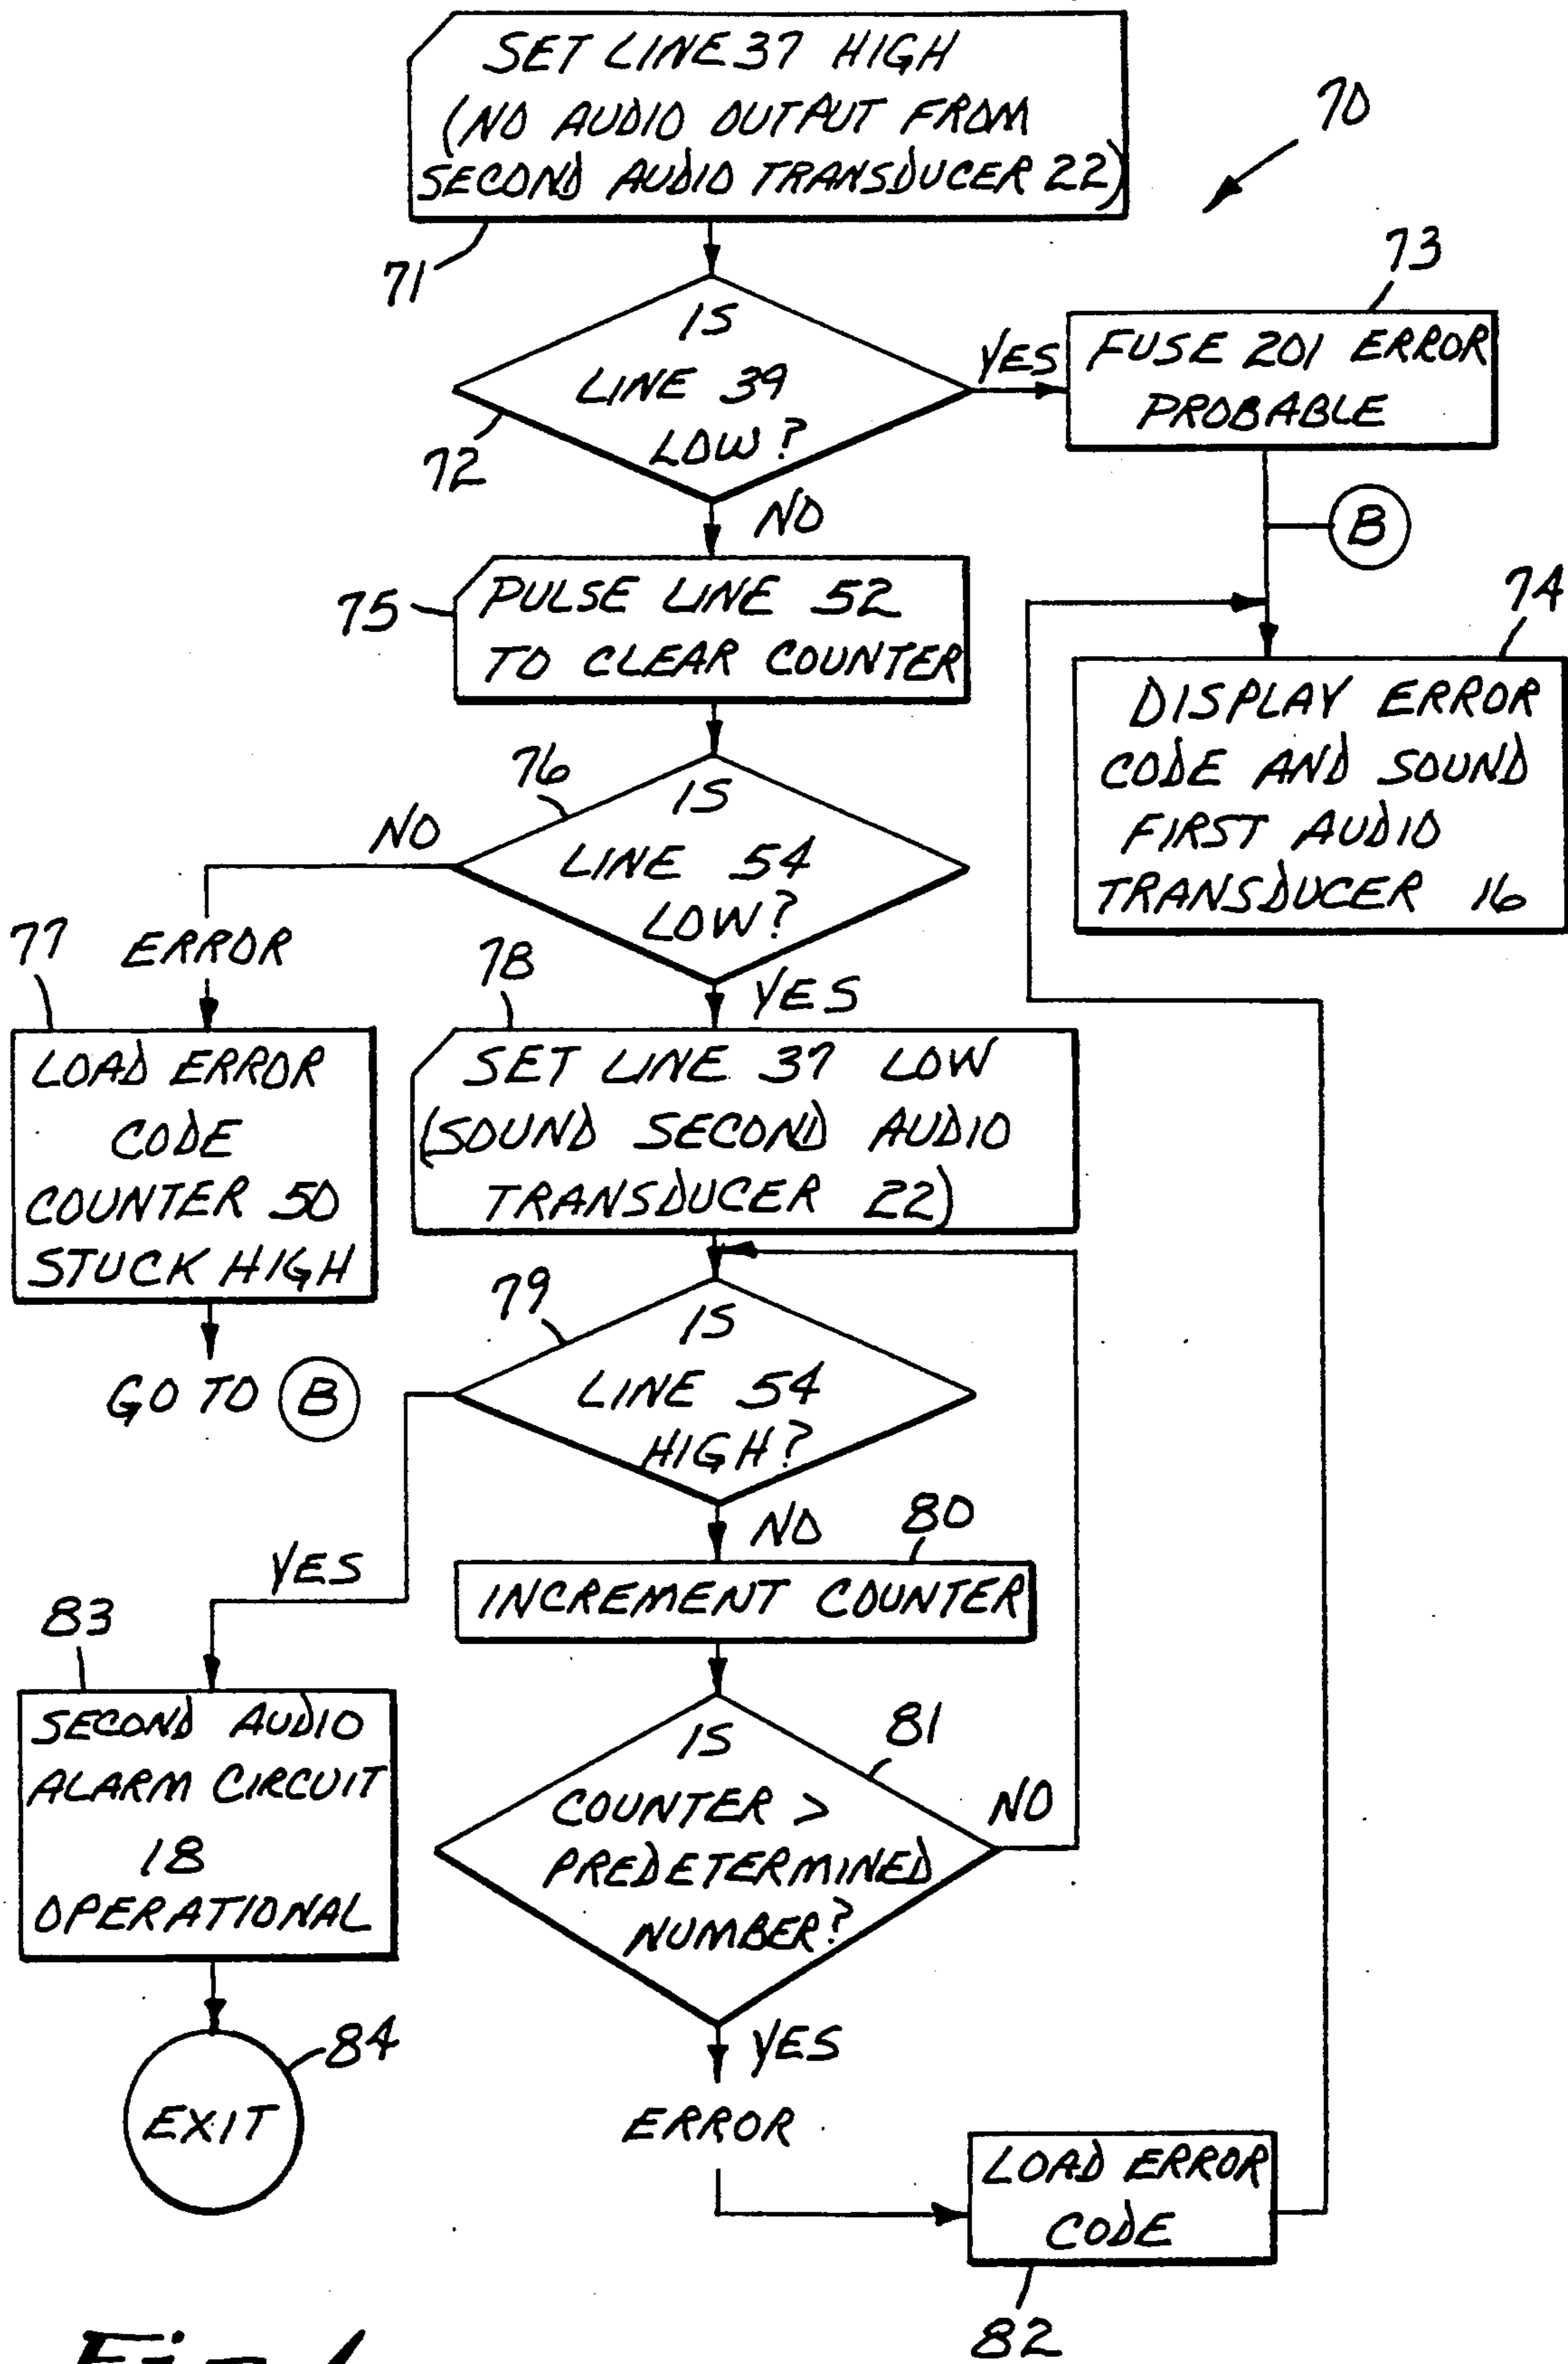 SET LINE 37 HIGH
(NO AUDIO OUTPUT FROM
SECOND AUDIO TRANSDUCER 22)
70
71
IS
LINE 39
LOW?
72
YES
73
FUSE 201 ERROR
PROBABLE
NO
B
75
PULSE LINE 52
TO CLEAR COUNTER
74
DISPLAY ERROR
CODE AND SOUND
FIRST AUDIO
TRANSDUCER 16
76
IS
LINE 54
LOW?
NO
77
ERROR
LOAD ERROR
CODE
COUNTER 50
STUCK HIGH
GO TO B
YES
78
SET LINE 37 LOW
(SOUND SECOND AUDIO
TRANSDUCER 22)
79
IS
LINE 54
HIGH?
YES
NO
80
INCREMENT COUNTER
83
SECOND AUDIO
ALARM CIRCUIT
18
OPERATIONAL
84
EXIT
81
IS
COUNTER >
PREDETERMINED
NUMBER?
NO
YES
ERROR
LOAD ERROR
CODE
82